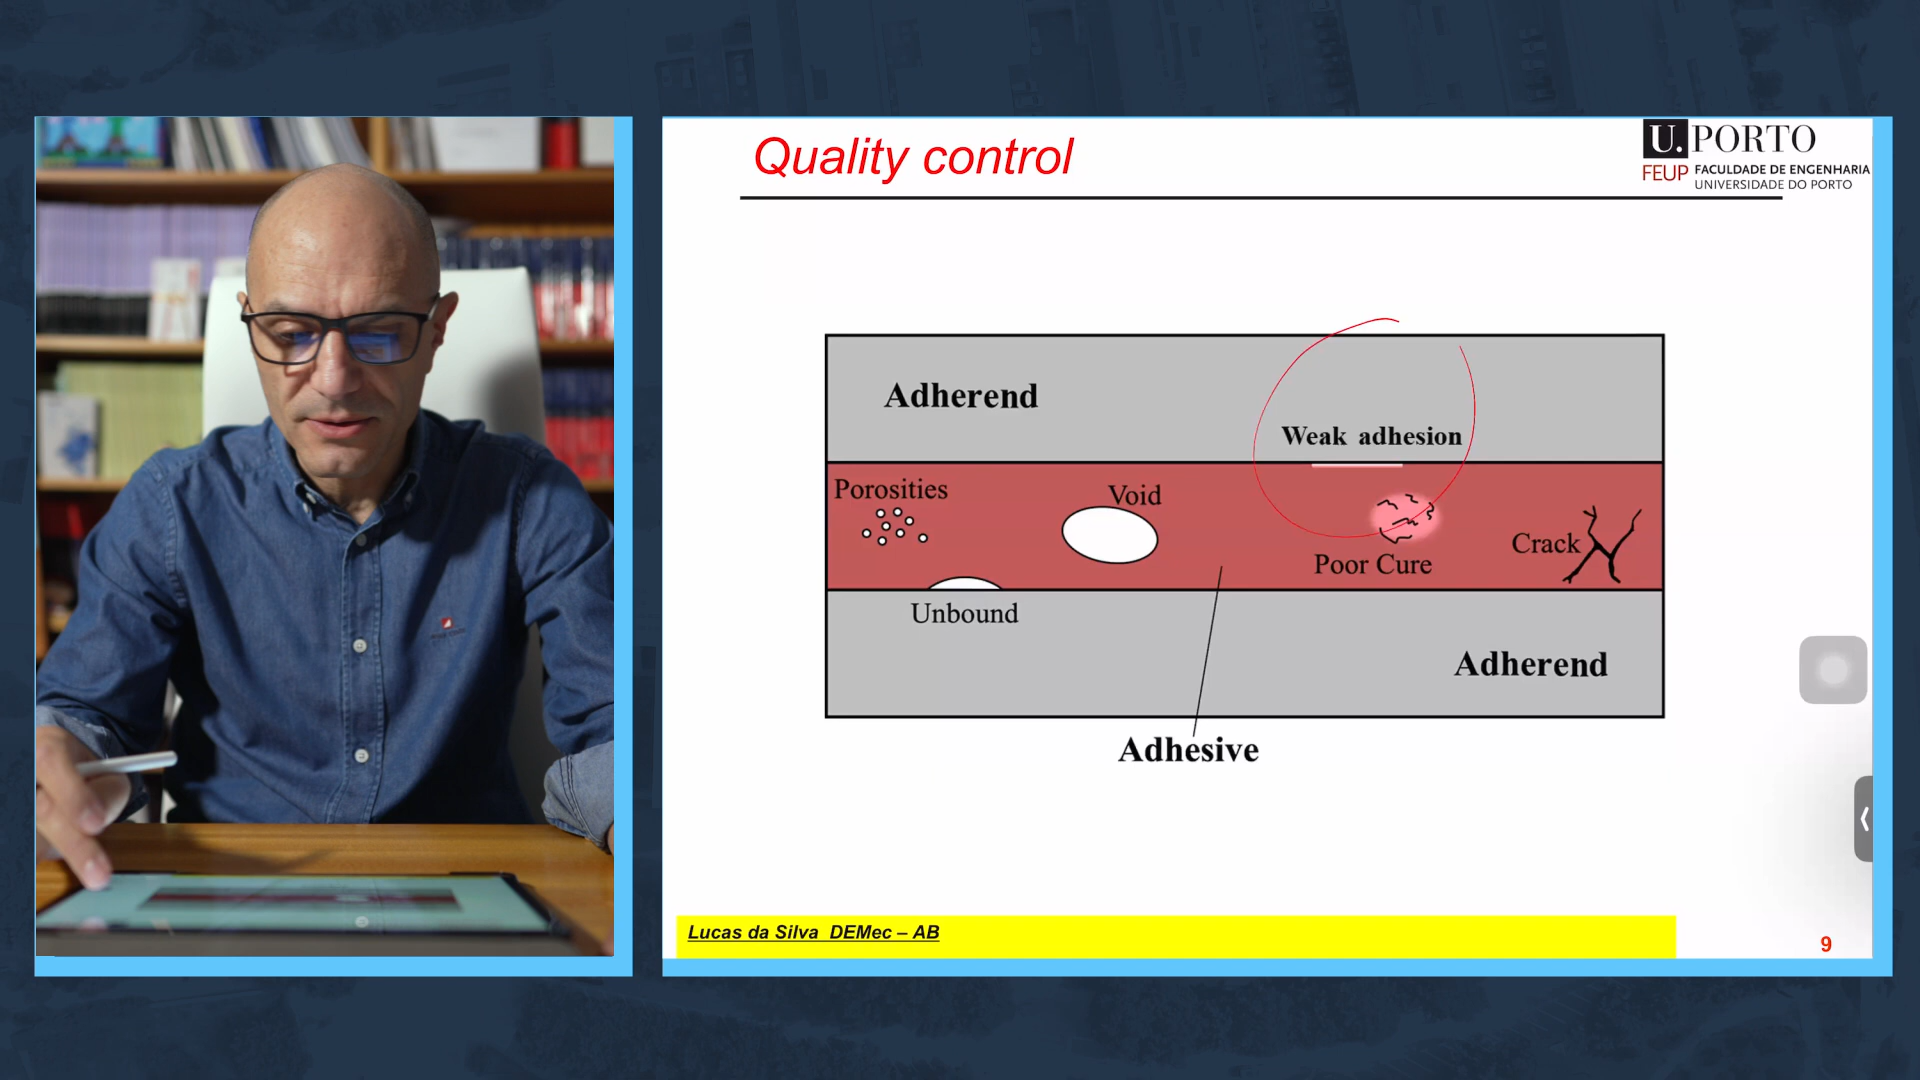 Quality control
U. PORTO
FEUP FACULDADE DE ENGENHARIA
UNIVERSIDADE DO PORTO
Adherend
Weak adhesion
Porosities
Void
Crack
Poor Cure
Unbound
Adherend
Adhesive
Lucas da Silva DEMec – AB
9